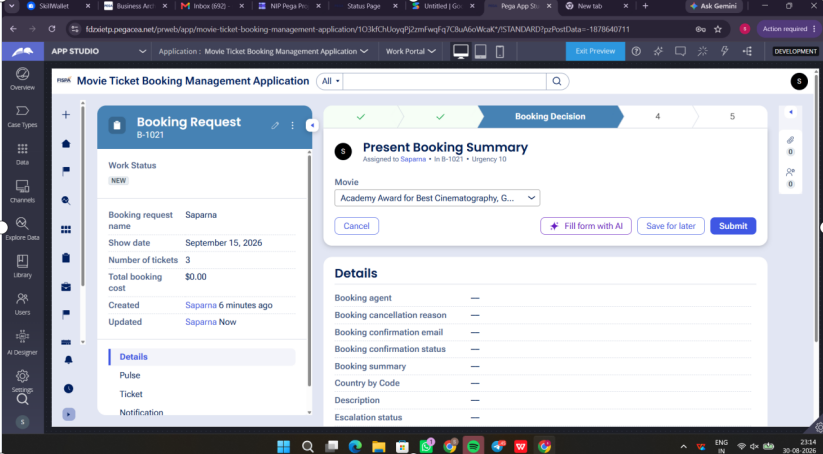 SkillWallet
Business Arch
Inbox (692)
NIP Pega Pro
Status Page
Untitled | G
Pega App St
New tab
Ask Gemini
fdzxietp.pegacea.net/prweb/app/movie-ticket-booking-management-application/
Action required
APP STUDIO
Application : Movie Ticket Booking Management Application
Work Portal
Exit Preview
DEVELOPMENT
Overview
Case Types
Data
Channels
Explore Data
Library
Users
AI Designer
Settings
S
PEGA
Movie Ticket Booking Management Application
All
S
Booking Request
B-1021
Work Status
NEW
Booking request name
Saparna
Show date
September 15, 2026
Number of tickets
3
Total booking cost
$0.00
Created
Saparna 6 minutes ago
Updated
Saparna Now
Details
Pulse
Ticket
Notification
Booking Decision
4
5
S
Present Booking Summary
Assigned to Saparna • In B-1021 • Urgency 10
Movie
Academy Award for Best Cinematography, G...
Cancel
Fill form with AI
Save for later
Submit
Details
Booking agent —
Booking cancellation reason —
Booking confirmation email —
Booking confirmation status —
Booking summary —
Country by Code —
Description —
Escalation status —
0
0
ENG
IN
23:14
30-08-2026